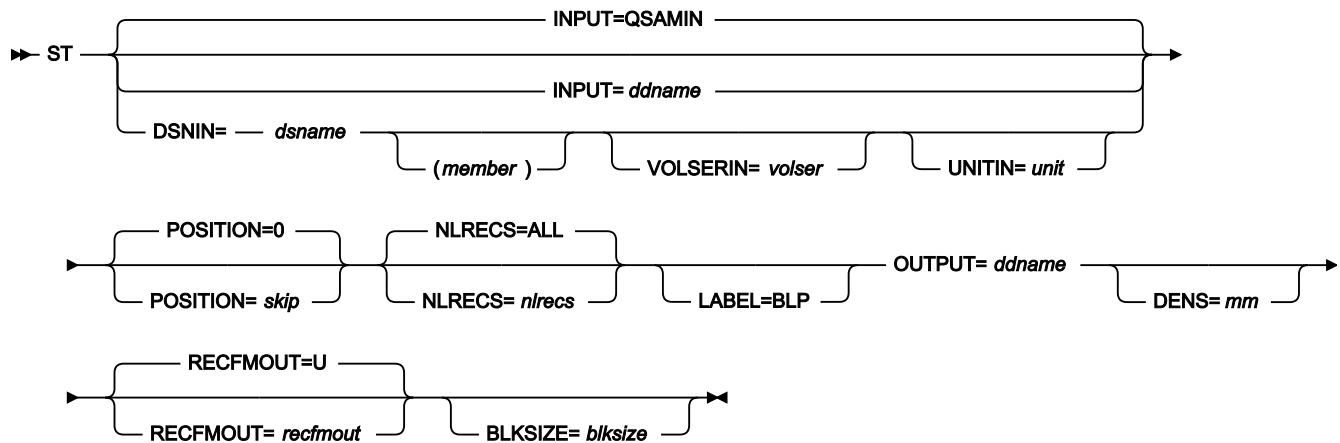 INPUT=QSAMIN
ST
INPUT= ddname
DSNIN= dsname
(member )
VOLSERIN= volser
UNITIN= unit
POSITION=0
NLRECS=ALL
POSITION= skip
NLRECS= nlrecs
LABEL=BLP
OUTPUT= ddname
DENS= mm
RECFMOUT=U
RECFMOUT= recfmout
BLKSIZE= blksize